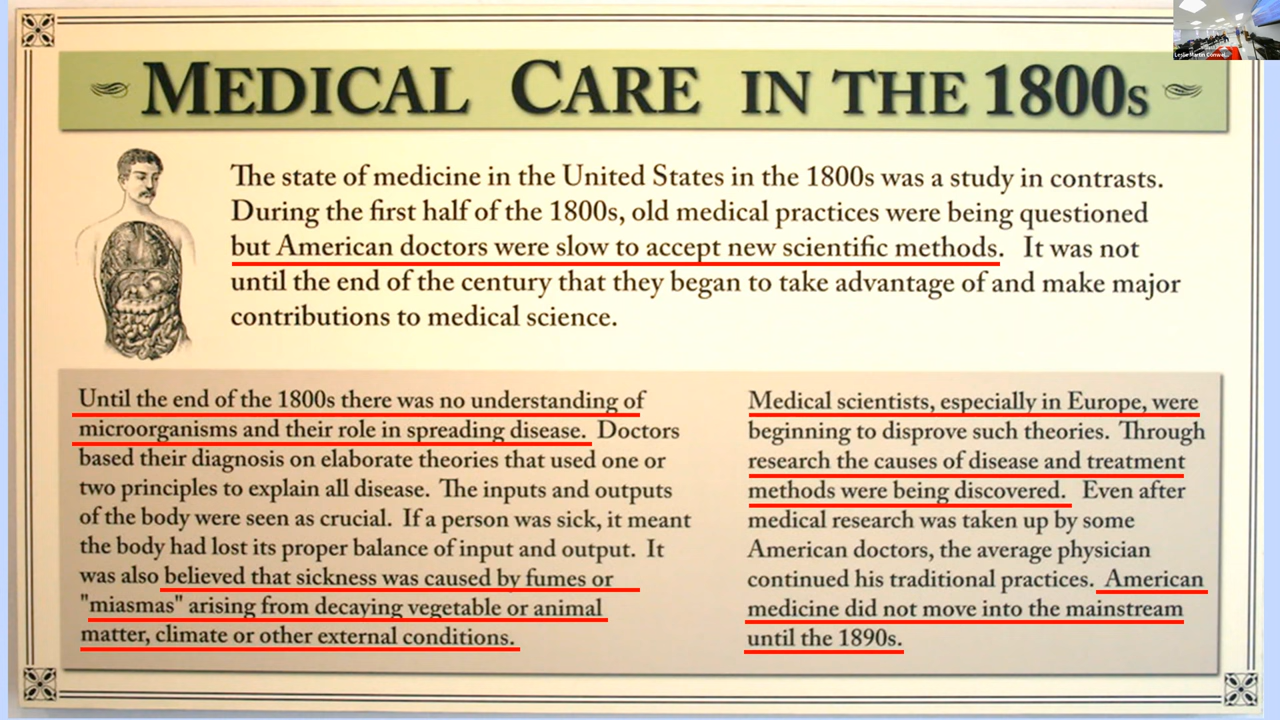 MEDICAL CARE IN THE 1800s
The state of medicine in the United States in the 1800s was a study in contrasts.
During the first half of the 1800s, old medical practices were being questioned
but American doctors were slow to accept new scientific methods. It was not
until the end of the century that they began to take advantage of and make major
contributions to medical science.
Until the end of the 1800s there was no understanding of
microorganisms and their role in spreading disease. Doctors
based their diagnosis on elaborate theories that used one or
two principles to explain all disease. The inputs and outputs
of the body were seen as crucial. If a person was sick, it meant
the body had lost its proper balance of input and output. It
was also believed that sickness was caused by fumes or
"miasmas" arising from decaying vegetable or animal
matter, climate or other external conditions.
Medical scientists, especially in Europe, were
beginning to disprove such theories. Through
research the causes of disease and treatment
methods were being discovered. Even after
medical research was taken up by some
American doctors, the average physician
continued his traditional practices. American
medicine did not move into the mainstream
until the 1890s.